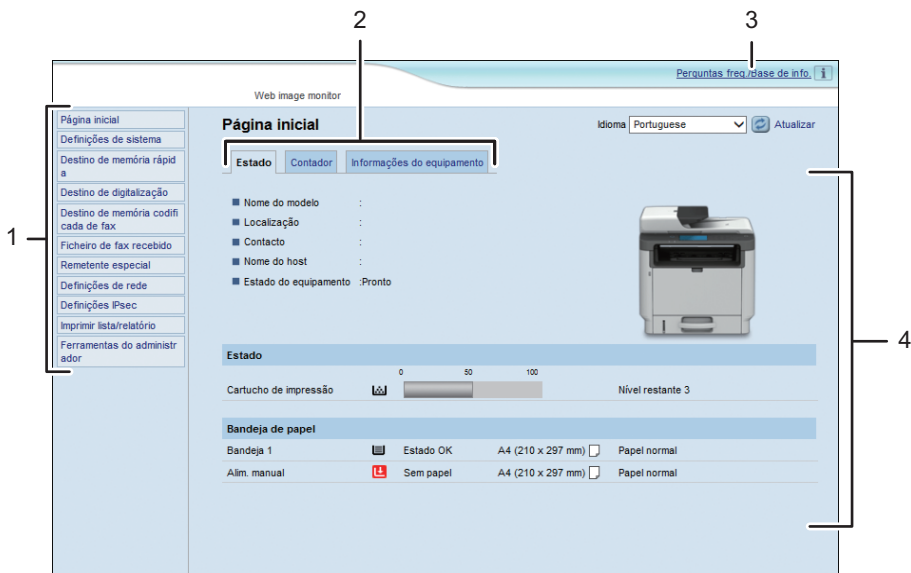 2
3
Perguntas freq./Base de info.
Web image monitor
1
Página inicial
Definições de sistema
Destino de memória rápid
a
Destino de digitalização
Destino de memória codifi
cada de fax
Ficheiro de fax recebido
Remetente especial
Definições de rede
Definições IPsec
Imprimir lista/relatório
Ferramentas do administr
ador
Página inicial
Idioma Portuguese Atualizar
Estado Contador Informações do equipamento
Nome do modelo :
Localização :
Contacto :
Nome do host :
Estado do equipamento :Pronto
4
Estado
0 50 100
Cartucho de impressão Nível restante 3
Bandeja de papel
Bandeja 1 Estado OK A4 (210 x 297 mm) Papel normal
Alim. manual Sem papel A4 (210 x 297 mm) Papel normal